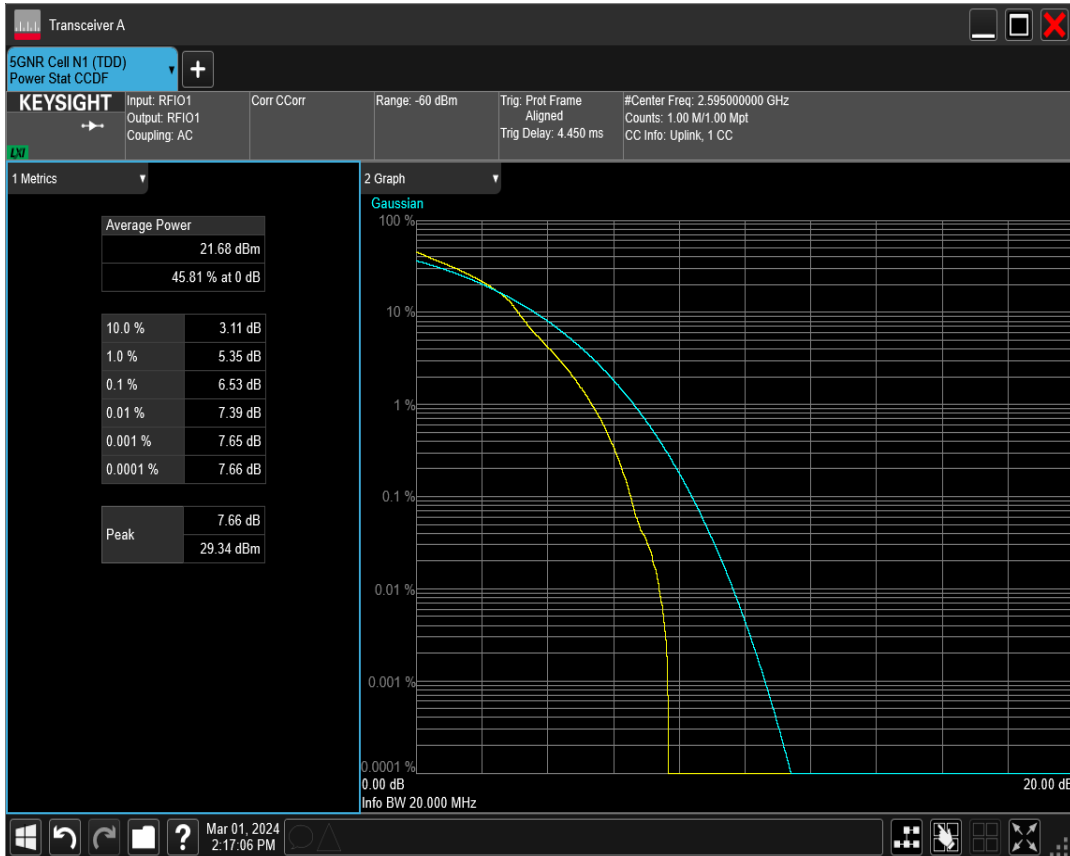 Transceiver A
5GNR Cell N1 (TDD)
Power Stat CCDF
KEYSIGHT
LXI
Input: RFIO1
Output: RFIO1
Coupling: AC
Corr CCorr
Range: -60 dBm
Trig: Prot Frame
Aligned
Trig Delay: 4.450 ms
#Center Freq: 2.595000000 GHz
Counts: 1.00 M/1.00 Mpt
CC Info: Uplink, 1 CC
1 Metrics
Average Power
21.68 dBm
45.81 % at 0 dB
10.0 % 3.11 dB
1.0 % 5.35 dB
0.1 % 6.53 dB
0.01 % 7.39 dB
0.001 % 7.65 dB
0.0001 % 7.66 dB
Peak
7.66 dB
29.34 dBm
2 Graph
Gaussian
100 %
10 %
1 %
0.1 %
0.01 %
0.001 %
0.0001 %
0.00 dB 20.00 dB
Info BW 20.000 MHz
? Mar 01, 2024
2:17:06 PM